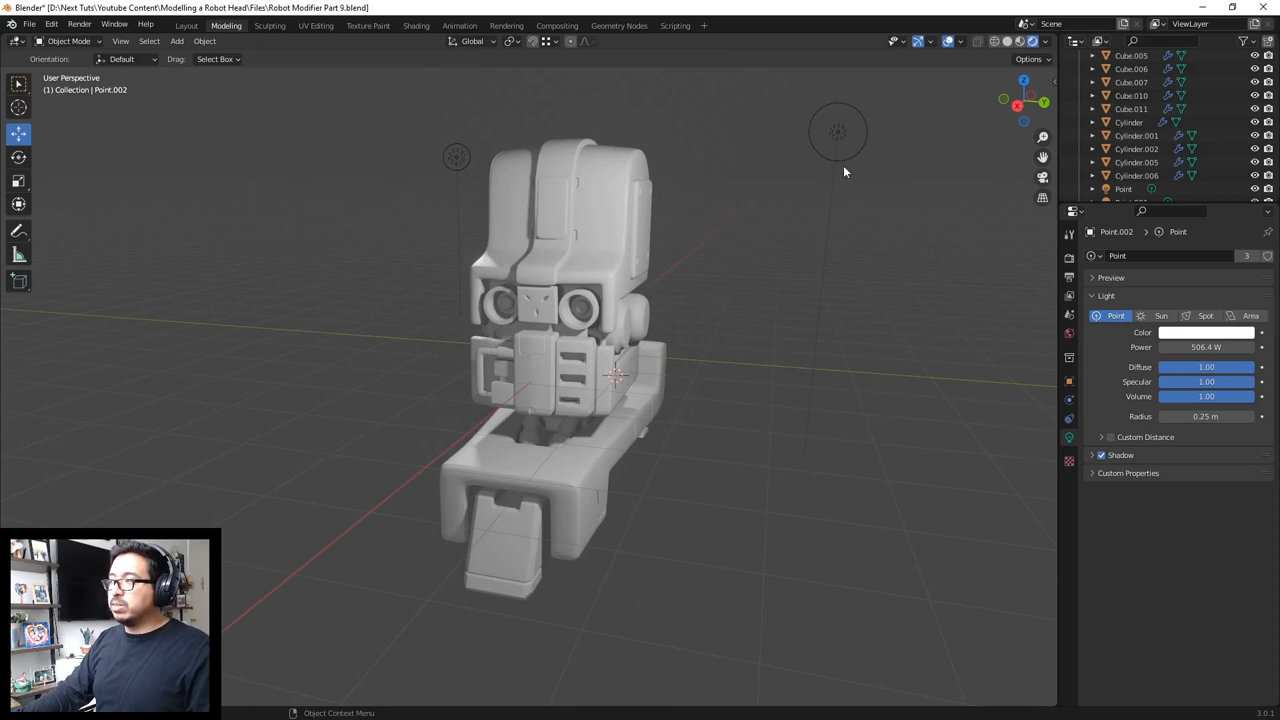 Blender* [D:\Next Tuts\Youtube Content\Modelling a Robot Head\Files\Robot Modifier Part 9.blend]
File Edit Render Window Help Layout Modeling Sculpting UV Editing Texture Paint Shading Animation Rendering Compositing Geometry Nodes Scripting Scene ViewLayer
Object Mode View Select Add Object Global
Orientation: Default Drag: Select Box Options
User Perspective
(1) Collection | Point.002
Z
Y
X
Cube.005
Cube.006
Cube.007
Cube.010
Cube.011
Cylinder
Cylinder.001
Cylinder.002
Cylinder.005
Cylinder.006
Point
Point.002 Point
Point 3
Preview
Light
Point Sun Spot Area
Color
Power 506.4 W
Diffuse 1.00
Specular 1.00
Volume 1.00
Radius 0.25 m
Custom Distance
Shadow
Custom Properties
Object Context Menu 3.0.1